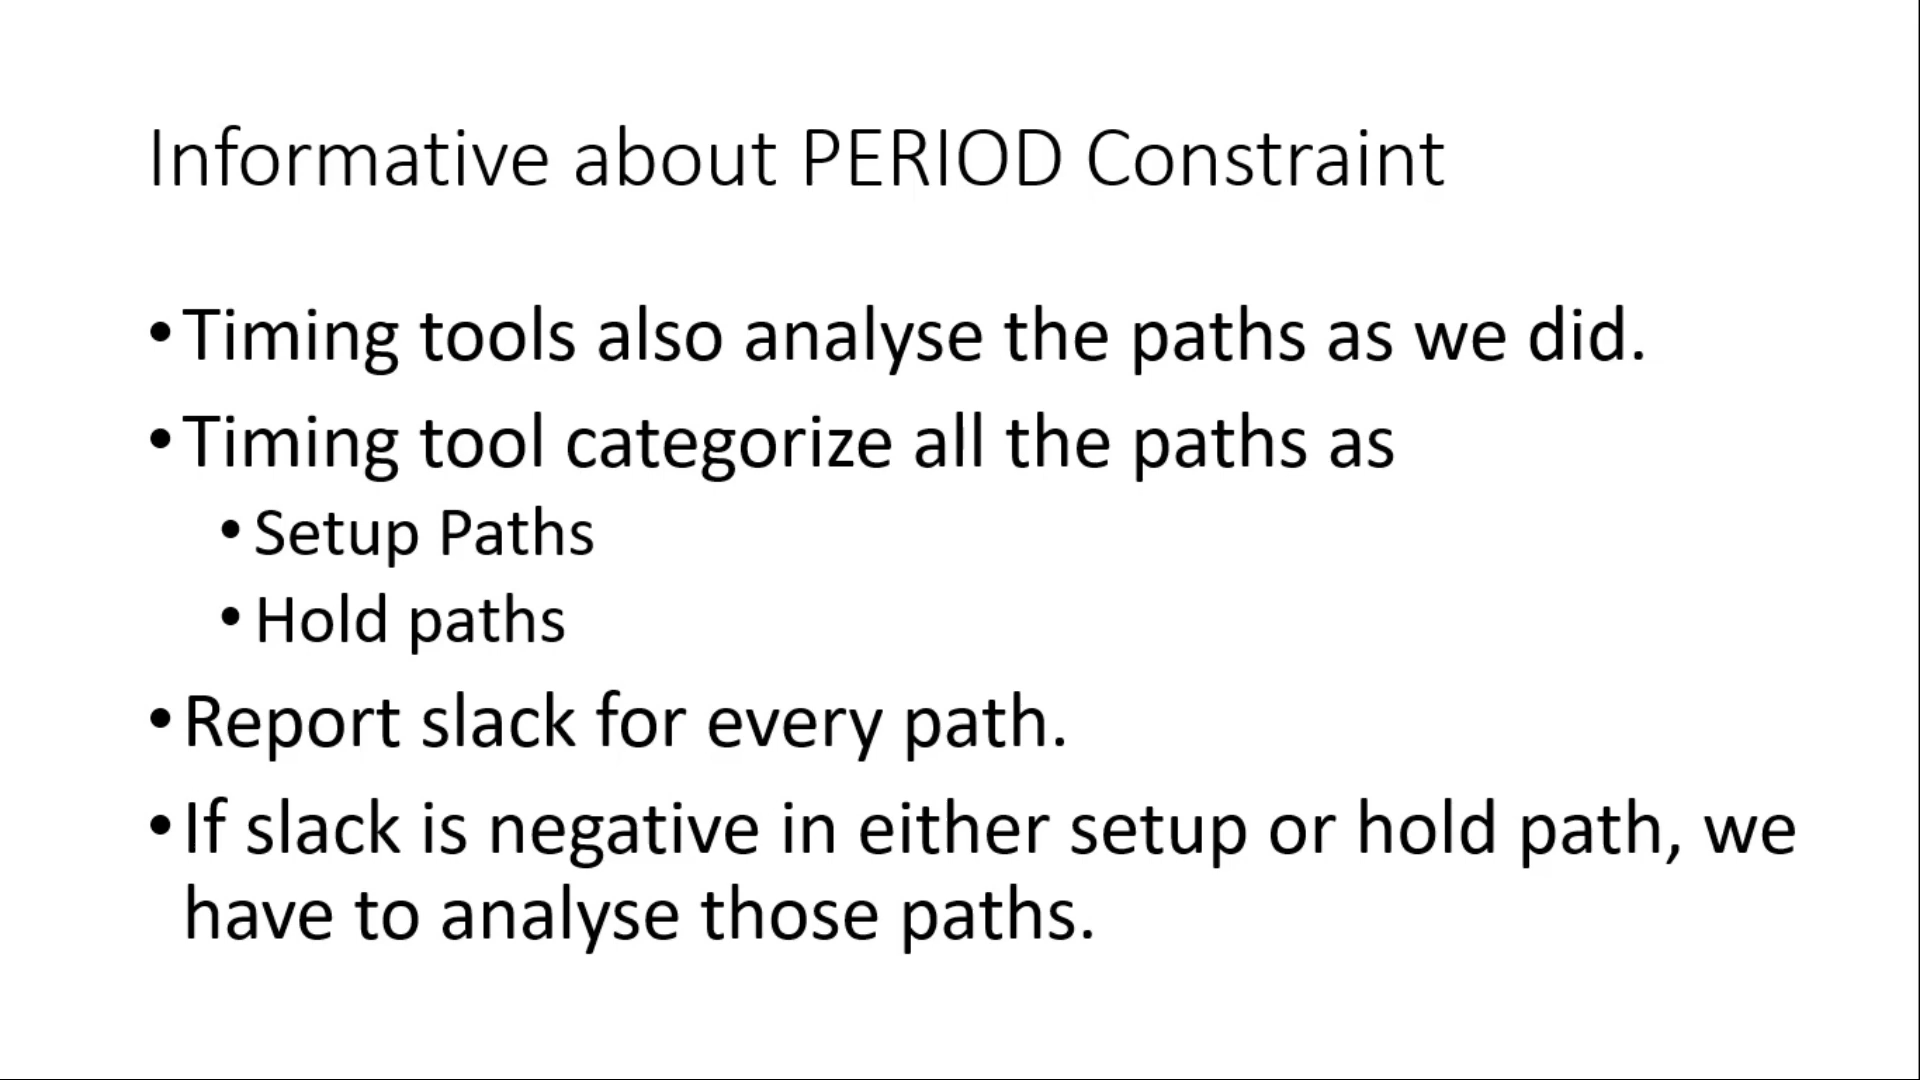 Informative about PERIOD Constraint
•Timing tools also analyse the paths as we did.
•Timing tool categorize all the paths as
•Setup Paths
•Hold paths
•Report slack for every path.
•If slack is negative in either setup or hold path, we
have to analyse those paths.